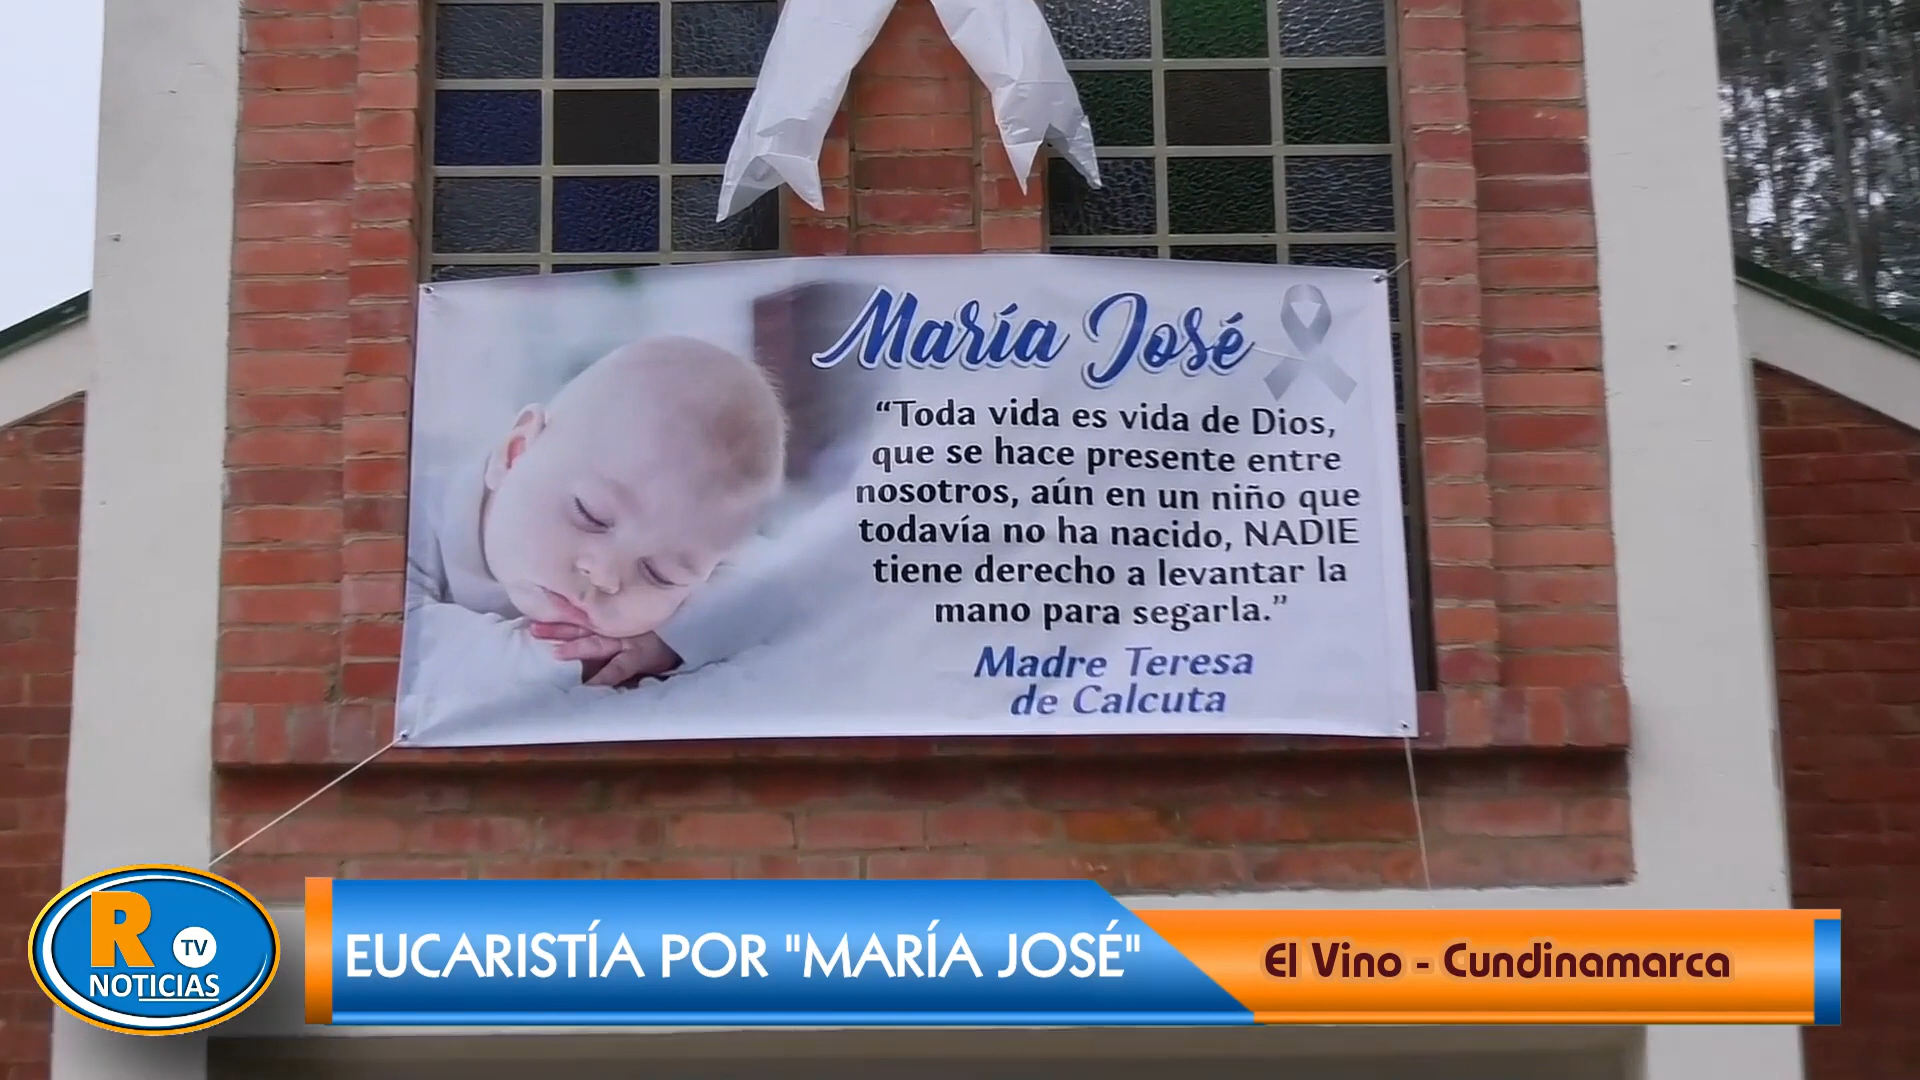 María José
“Toda vida es vida de Dios,
que se hace presente entre
nosotros, aún en un niño que
todavía no ha nacido, NADIE
tiene derecho a levantar la
mano para segarla.”
Madre Teresa
de Calcuta
R TV
NOTICIAS
EUCARISTÍA POR "MARÍA JOSÉ"
El Vino - Cundinamarca